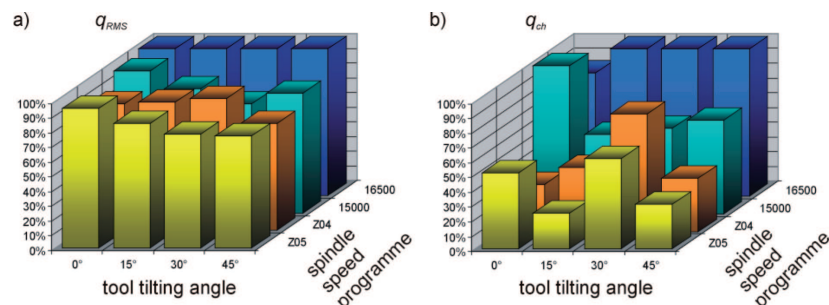 a)
q_RMS
100%
90%
80%
70%
60%
50%
40%
30%
20%
10%
0%
0°
15°
30°
45°
Z05
Z04
15000
16500
tool tilting angle
spindle
speed
programme
b)
q_ch
100%
90%
80%
70%
60%
50%
40%
30%
20%
10%
0%
0°
15°
30°
45°
Z05
Z04
15000
16500
tool tilting angle
spindle
speed
programme